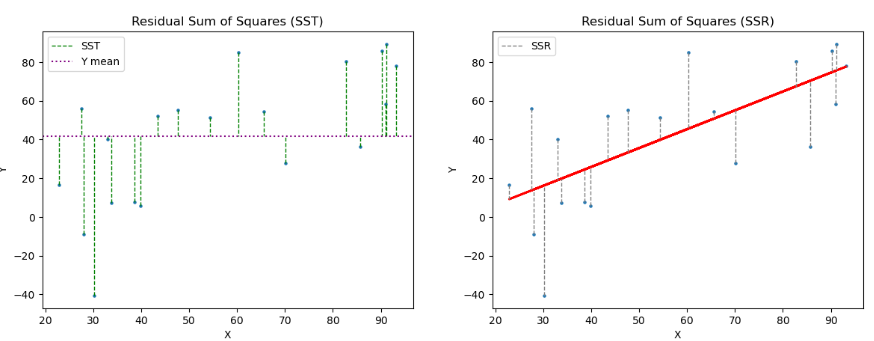 Residual Sum of Squares (SST)
SST
Y mean
80
60
40
20
0
−20
−40
Y
20 30 40 50 60 70 80 90
X
Residual Sum of Squares (SSR)
SSR
80
60
40
20
0
−20
−40
Y
20 30 40 50 60 70 80 90
X